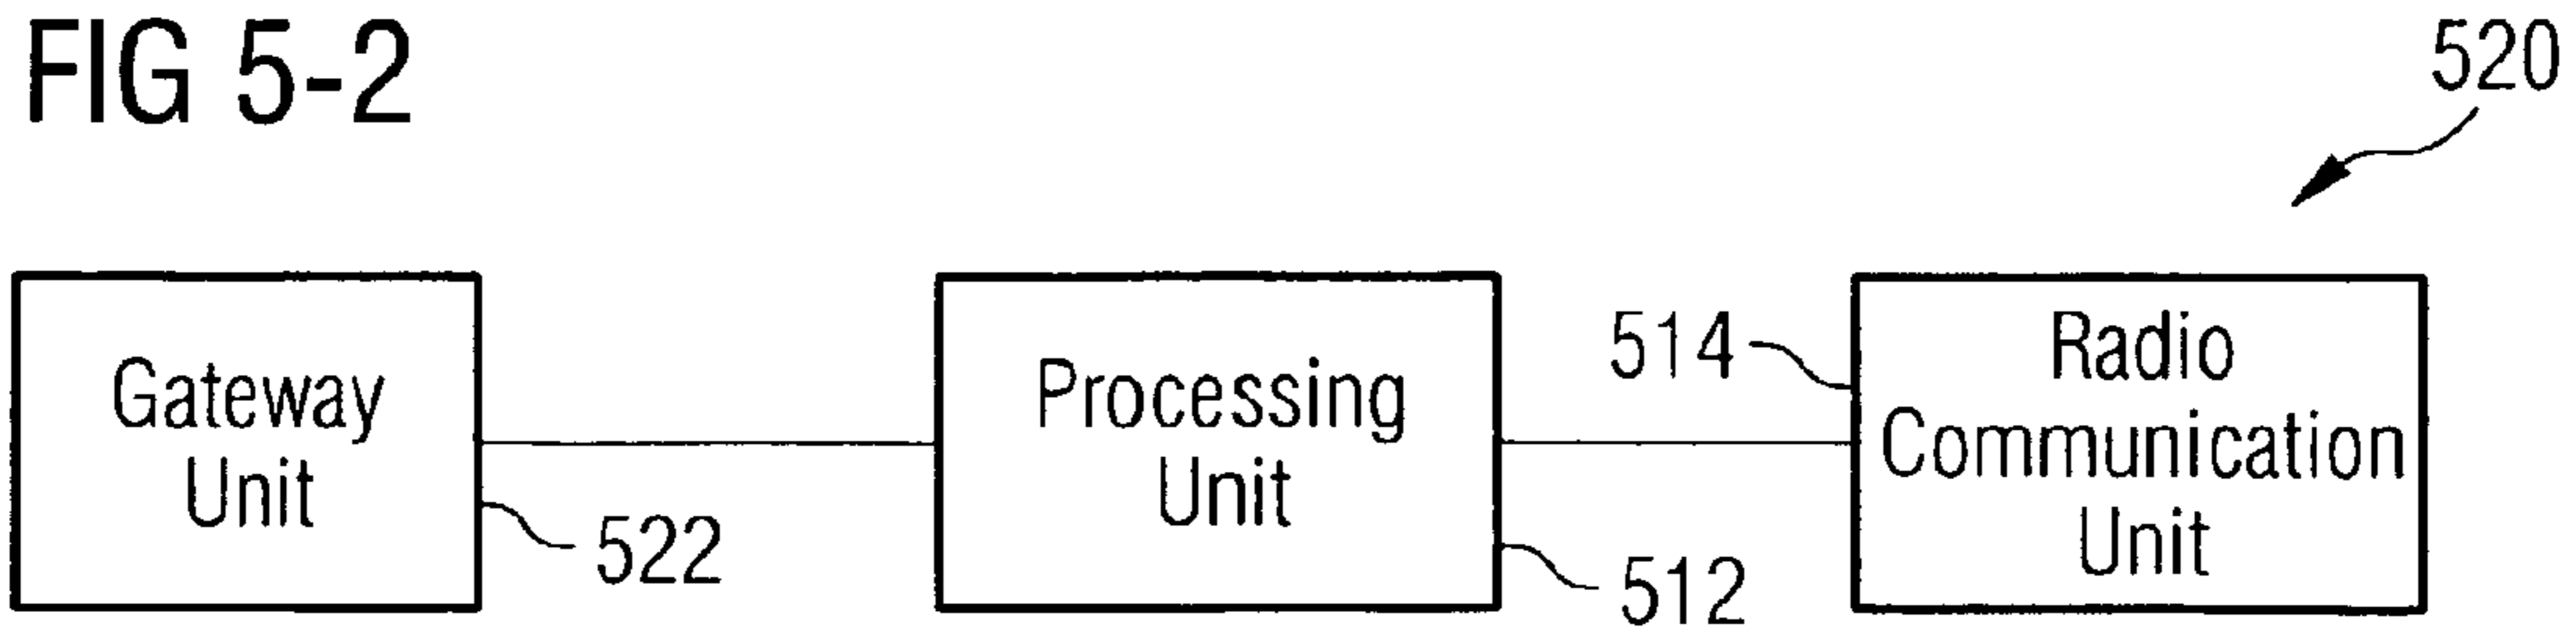 FIG 5-2
520
Gateway
Unit
522
Processing
Unit
512
514
Radio
Communication
Unit